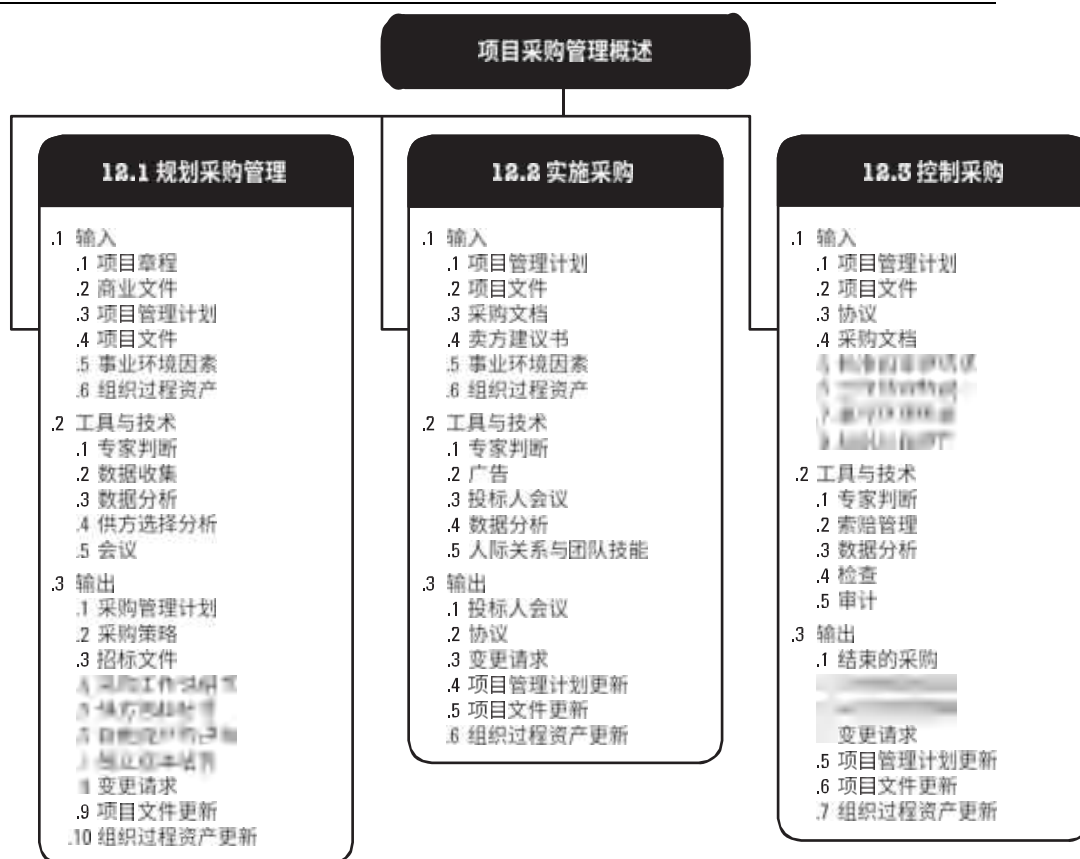 项目采购管理概述
12.1 规划采购管理
.1 输入
.1 项目章程
.2 商业文件
.3 项目管理计划
.4 项目文件
.5 事业环境因素
.6 组织过程资产
.2 工具与技术
.1 专家判断
.2 数据收集
.3 数据分析
.4 供方选择分析
.5 会议
.3 输出
.1 采购管理计划
.2 采购策略
.3 招标文件
变更请求
.9 项目文件更新
.10 组织过程资产更新
12.2 实施采购
.1 输入
.1 项目管理计划
.2 项目文件
.3 采购文档
.4 卖方建议书
.5 事业环境因素
.6 组织过程资产
.2 工具与技术
.1 专家判断
.2 广告
.3 投标人会议
.4 数据分析
.5 人际关系与团队技能
.3 输出
.1 投标人会议
.2 协议
.3 变更请求
.4 项目管理计划更新
.5 项目文件更新
.6 组织过程资产更新
12.3 控制采购
.1 输入
.1 项目管理计划
.2 项目文件
.3 协议
.4 采购文档
.2 工具与技术
.1 专家判断
.2 索赔管理
.3 数据分析
.4 检查
.5 审计
.3 输出
.1 结束的采购
变更请求
.5 项目管理计划更新
.6 项目文件更新
.7 组织过程资产更新